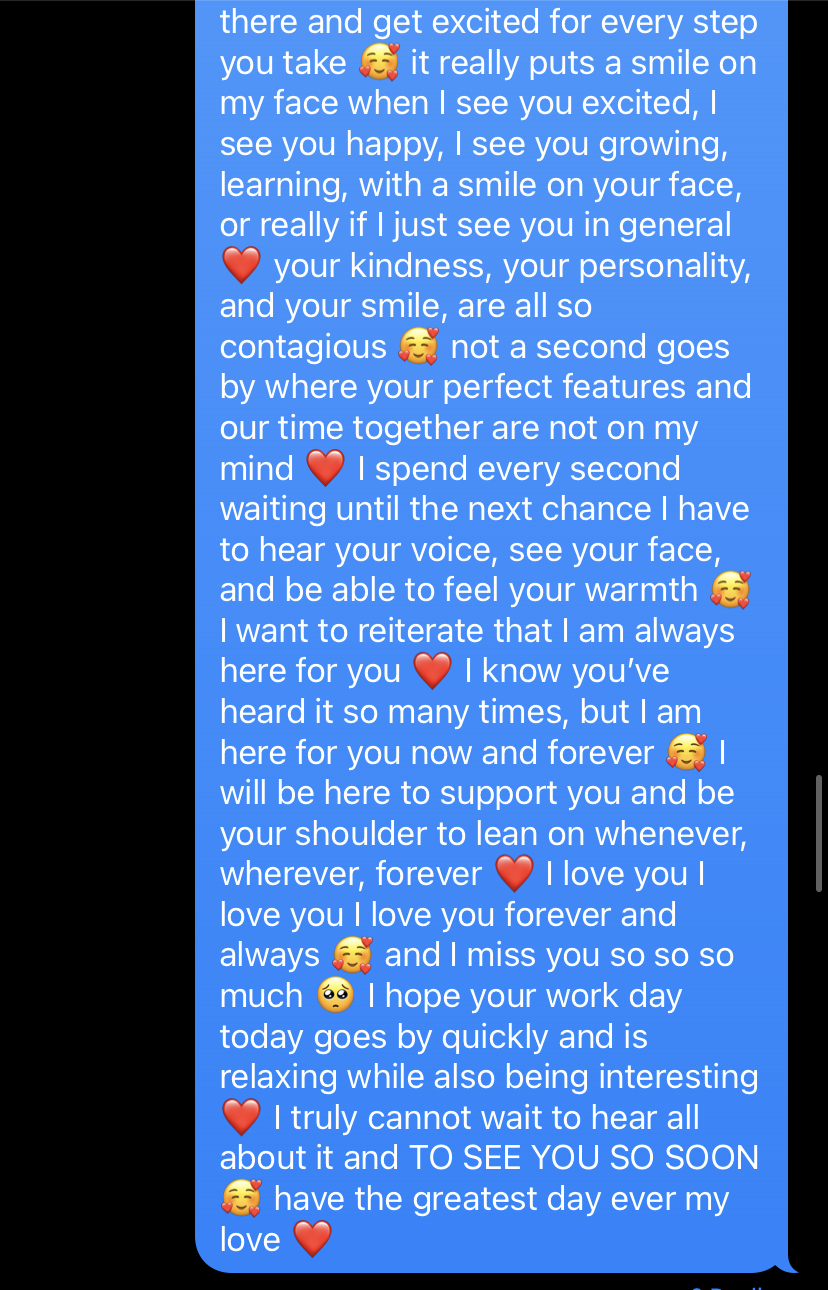 there and get excited for every step
you take 🥰 it really puts a smile on
my face when I see you excited, I
see you happy, I see you growing,
learning, with a smile on your face,
or really if I just see you in general
❤️ your kindness, your personality,
and your smile, are all so
contagious 🥰 not a second goes
by where your perfect features and
our time together are not on my
mind ❤️ I spend every second
waiting until the next chance I have
to hear your voice, see your face,
and be able to feel your warmth 🥰
I want to reiterate that I am always
here for you ❤️ I know you’ve
heard it so many times, but I am
here for you now and forever 🥰 I
will be here to support you and be
your shoulder to lean on whenever,
wherever, forever ❤️ I love you I
love you I love you forever and
always 🥰 and I miss you so so so
much 🥺 I hope your work day
today goes by quickly and is
relaxing while also being interesting
❤️ I truly cannot wait to hear all
about it and TO SEE YOU SO SOON
🥰 have the greatest day ever my
love ❤️